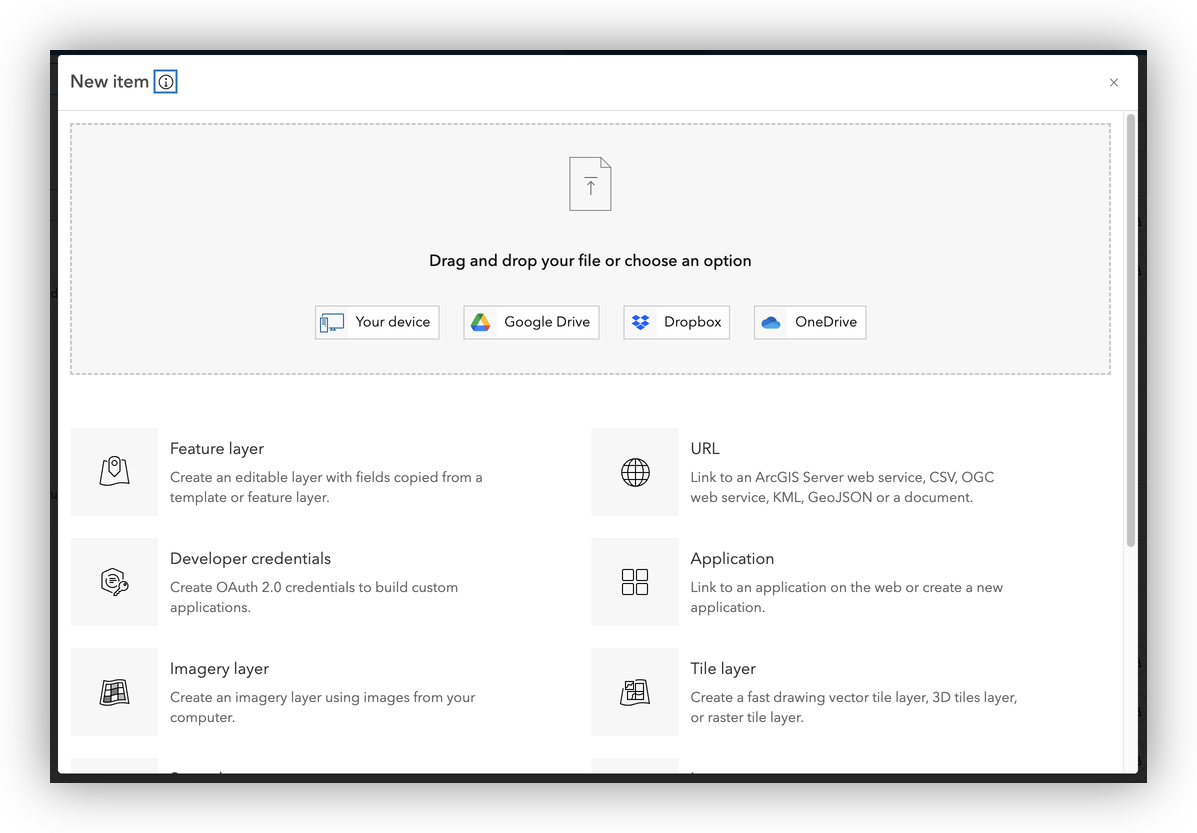 New item
Drag and drop your file or choose an option
Your device
Google Drive
Dropbox
OneDrive
Feature layer
Create an editable layer with fields copied from a
template or feature layer.
URL
Link to an ArcGIS Server web service, CSV, OGC
web service, KML, GeoJSON or a document.
Developer credentials
Create OAuth 2.0 credentials to build custom
applications.
Application
Link to an application on the web or create a new
application.
Imagery layer
Create an imagery layer using images from your
computer.
Tile layer
Create a fast drawing vector tile layer, 3D tiles layer,
or raster tile layer.